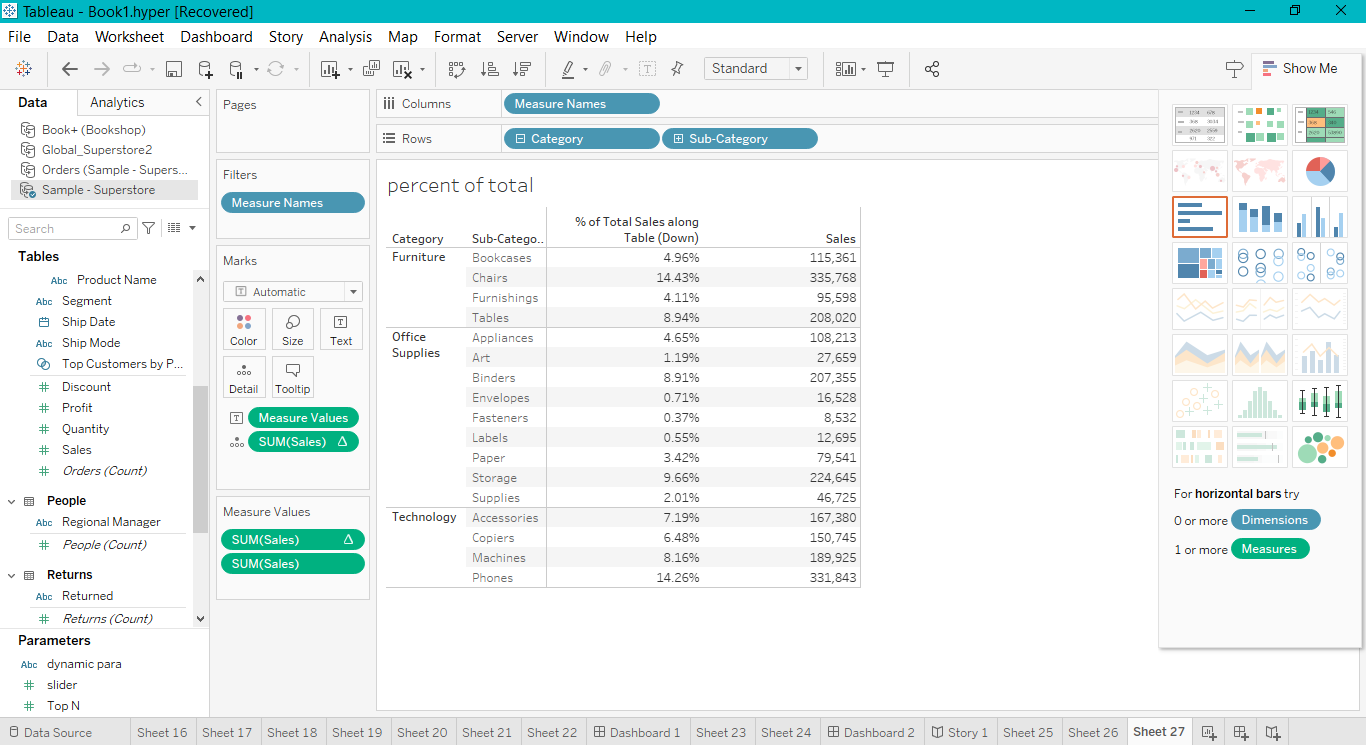 Tableau - Book1.hyper [Recovered]
File Data Worksheet Dashboard Story Analysis Map Format Server Window Help
Standard
Show Me
Data Analytics
Book+ (Bookshop)
Global_Superstore2
Orders (Sample - Supers...
Sample - Superstore
Search
Tables
Abc Product Name
Abc Segment
Ship Date
Abc Ship Mode
Top Customers by P...
Discount
Profit
Quantity
Sales
Orders (Count)
People
Abc Regional Manager
People (Count)
Returns
Abc Returned
Returns (Count)
Parameters
Abc dynamic para
slider
Top N
Pages
Filters
Measure Names
Marks
Automatic
Color Size Text
Detail Tooltip
Measure Values
SUM(Sales)
Measure Values
SUM(Sales)
SUM(Sales)
Columns Measure Names
Rows Category Sub-Category
percent of total
% of Total Sales along
Table (Down)
Category Sub-Catego.. Sales
Furniture Bookcases 4.96% 115,361
Chairs 14.43% 335,768
Furnishings 4.11% 95,598
Tables 8.94% 208,020
Office
Supplies
Appliances 4.65% 108,213
Art 1.19% 27,659
Binders 8.91% 207,355
Envelopes 0.71% 16,528
Fasteners 0.37% 8,532
Labels 0.55% 12,695
Paper 3.42% 79,541
Storage 9.66% 224,645
Supplies 2.01% 46,725
Technology Accessories 7.19% 167,380
Copiers 6.48% 150,745
Machines 8.16% 189,925
Phones 14.26% 331,843
For horizontal bars try
0 or more Dimensions
1 or more Measures
Data Source Sheet 16 Sheet 17 Sheet 18 Sheet 19 Sheet 20 Sheet 21 Sheet 22 Dashboard 1 Sheet 23 Sheet 24 Dashboard 2 Story 1 Sheet 25 Sheet 26 Sheet 27